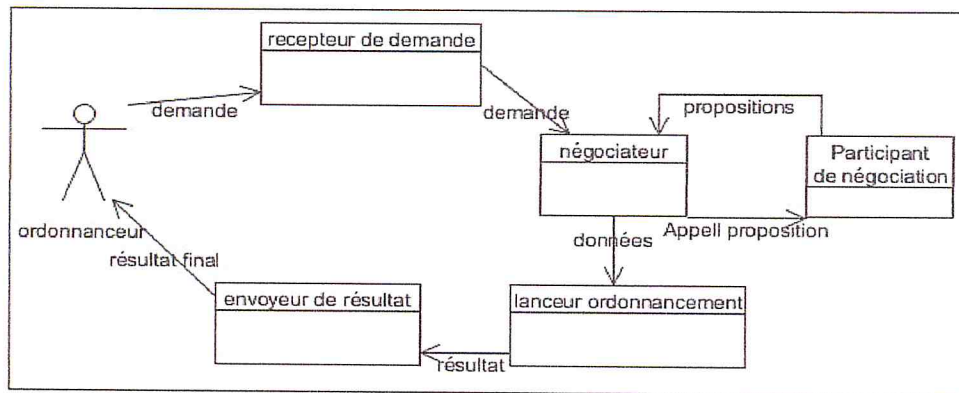 recepteur de demande
demande
demande
propositions
négociateur
Participant
de négociation
ordonnanceur
données
Appell proposition
résultat final
envoyeur de résultat
lanceur ordonnancement
résultat